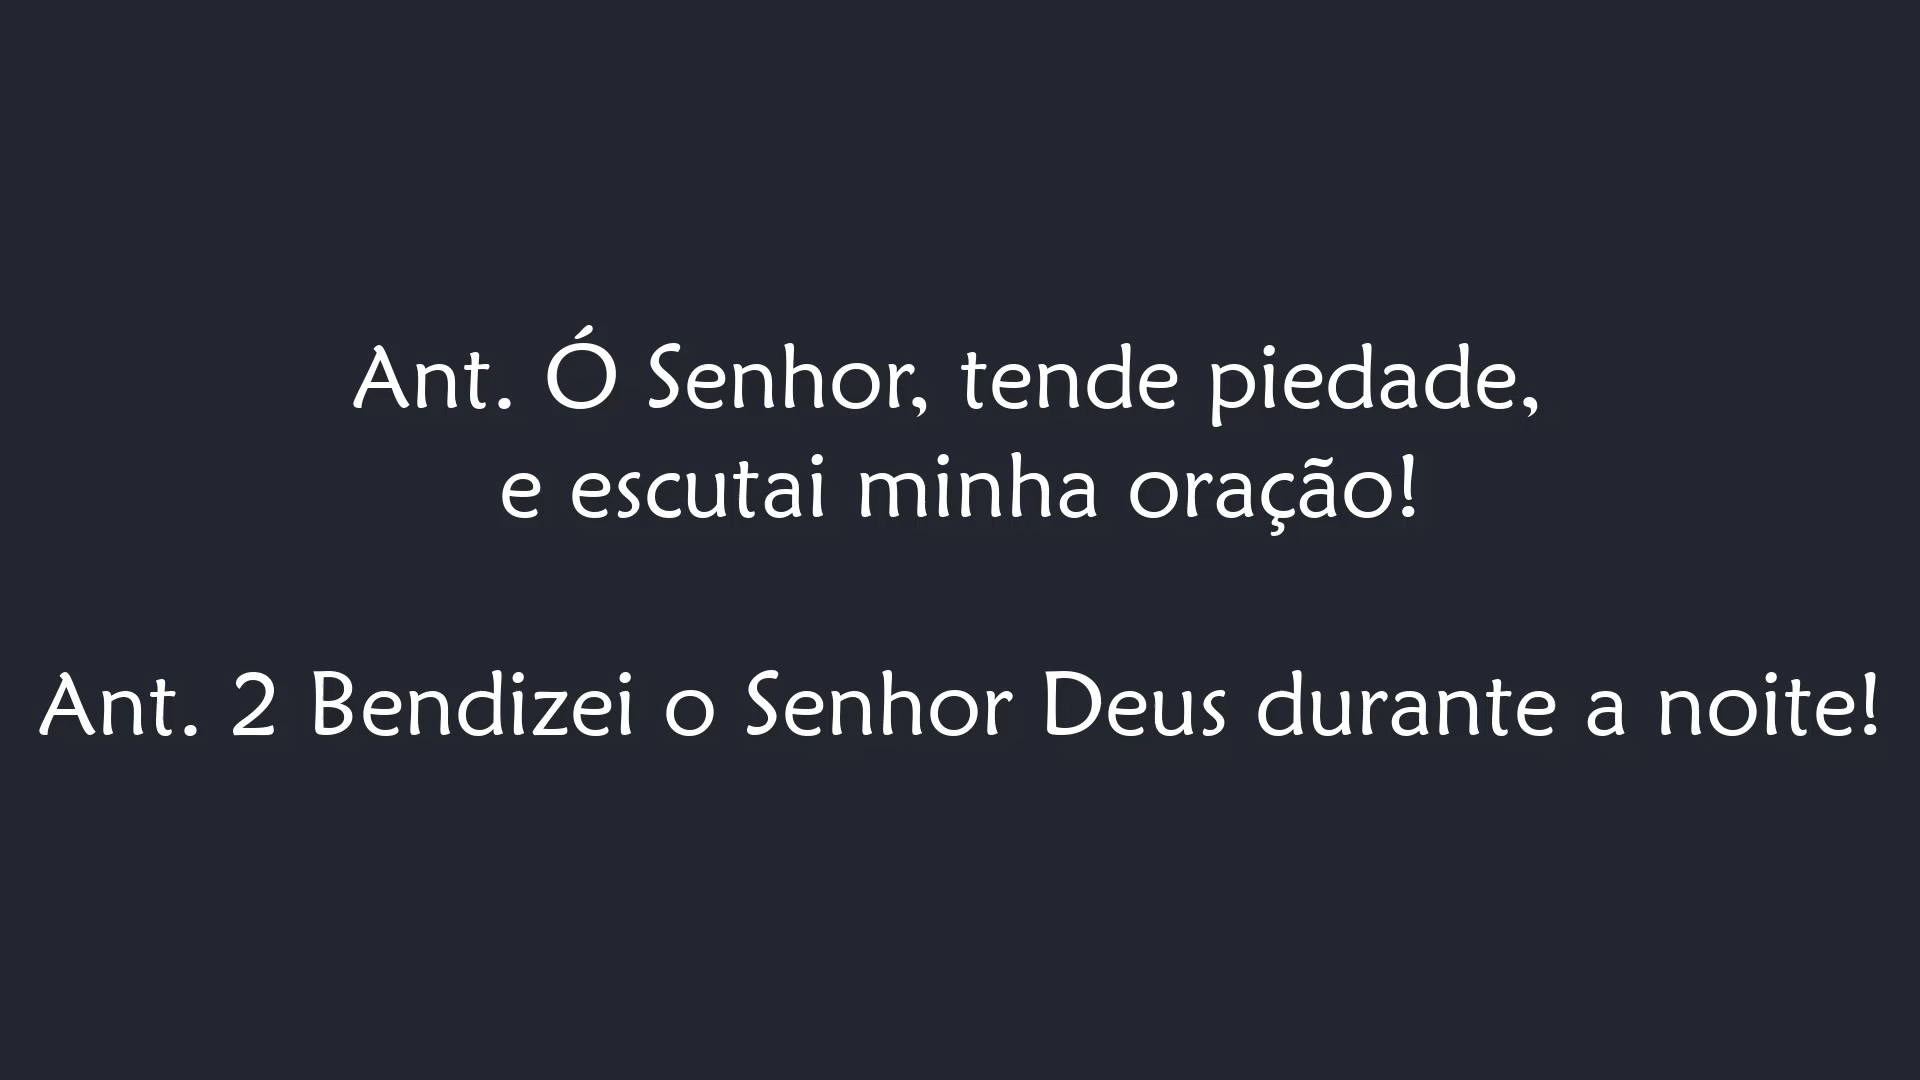 Ant. Ó Senhor, tende piedade,
e escutai minha oração!
Ant. 2 Bendizei o Senhor Deus durante a noite!